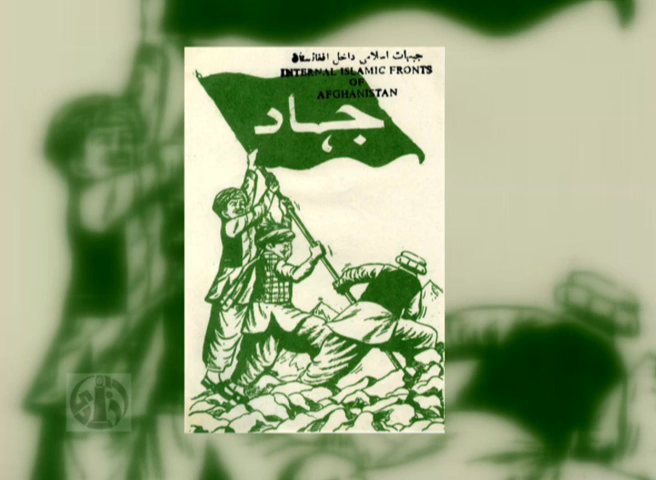 جبهات اسلامی داخل افغانستان
INTERNAL ISLAMIC FRONTS
OF
AFGHANISTAN
جهاد